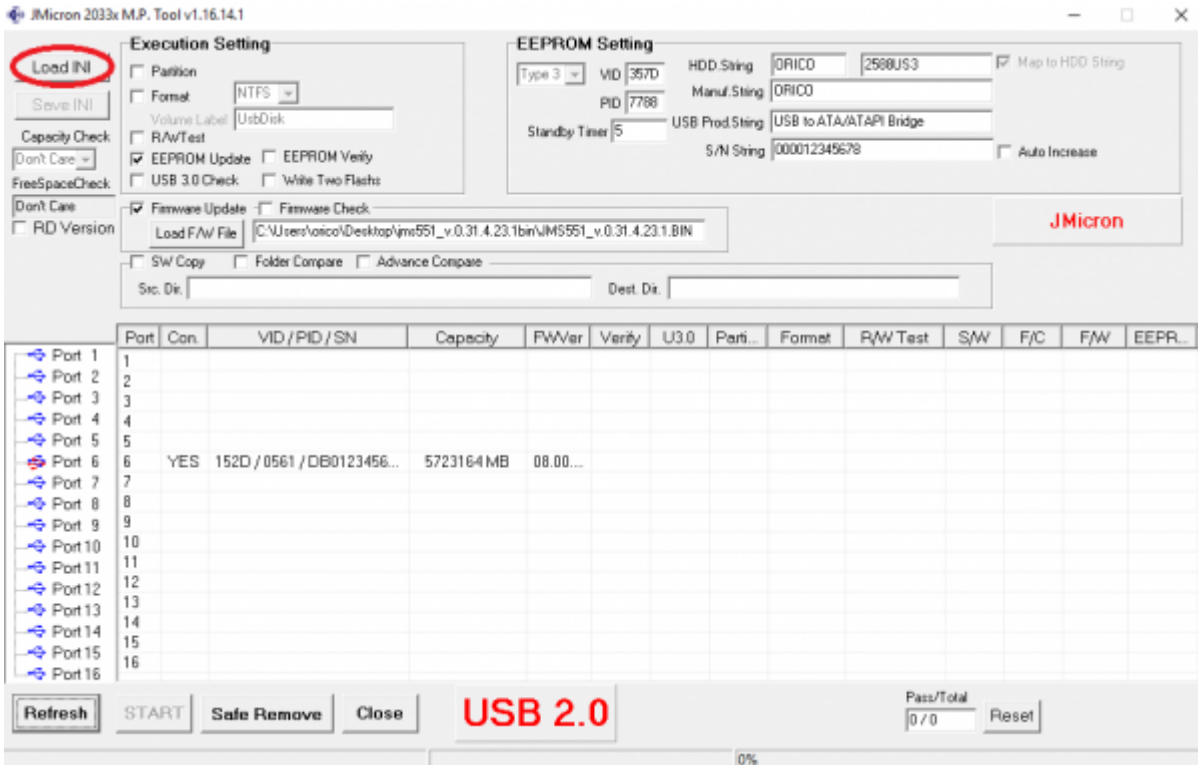 JMicron 2033x M.P. Tool v1.16.14.1
Load INI
Save INI
Capacity Check
Don't Care
FreeSpaceCheck
Don't Care
RD Version
Execution Setting
Partition
Format NTFS
Volume Label UsbDisk
R/WTest
EEPROM Update EEPROM Verify
USB 3.0 Check Write Two Flashs
EEPROM Setting
Type 3 VID 357D HDD.String ORICO 2588US3 Map to HDD String
PID 7788 Manuf.String ORICO
Standby Timer 5 USB Prod.String USB to ATA/ATAPI Bridge
S/N String 000012345678 Auto Increase
Firmware Update Firmware Check
Load F/W File C:\Users\orico\Desktop\jms551_v.0.31.4.23.1bin\JMS551_v.0.31.4.23.1.BIN
JMicron
SW Copy Folder Compare Advance Compare
Src. Dir. Dest. Dir.
Port Con. VID / PID / SN Capacity FWVer Verify U3.0 Parti... Format R/W Test S/W F/C F/W EEPR...
Port 1 1
Port 2 2
Port 3 3
Port 4 4
Port 5 5
Port 6 6 YES 152D / 0561 / DB0123456... 5723164 MB 08.00....
Port 7 7
Port 8 8
Port 9 9
Port 10 10
Port 11 11
Port 12 12
Port 13 13
Port 14 14
Port 15 15
Port 16 16
Refresh START Safe Remove Close USB 2.0 Pass/Total
0 / 0 Reset
0%